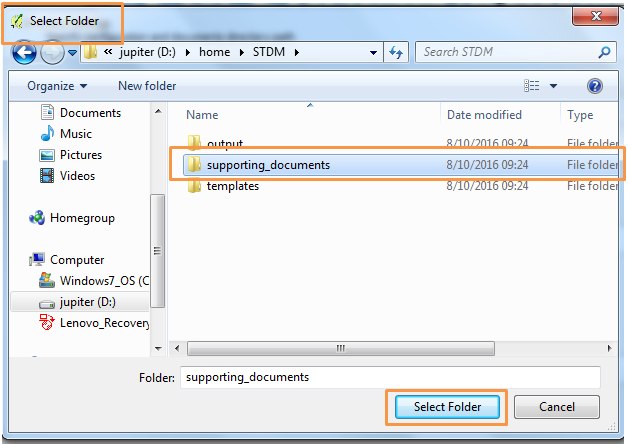 Select Folder
« jupiter (D:) ▸ home ▸ STDM ▸
Search STDM
Organize ▾ New folder
Documents
Music
Pictures
Videos
Homegroup
Computer
Windows7_OS (C
jupiter (D:)
Lenovo_Recovery
Name Date modified Type
output 8/10/2016 09:24 File folder
supporting_documents 8/10/2016 09:24 File folder
templates 8/10/2016 09:24 File folder
Folder: supporting_documents
Select Folder Cancel